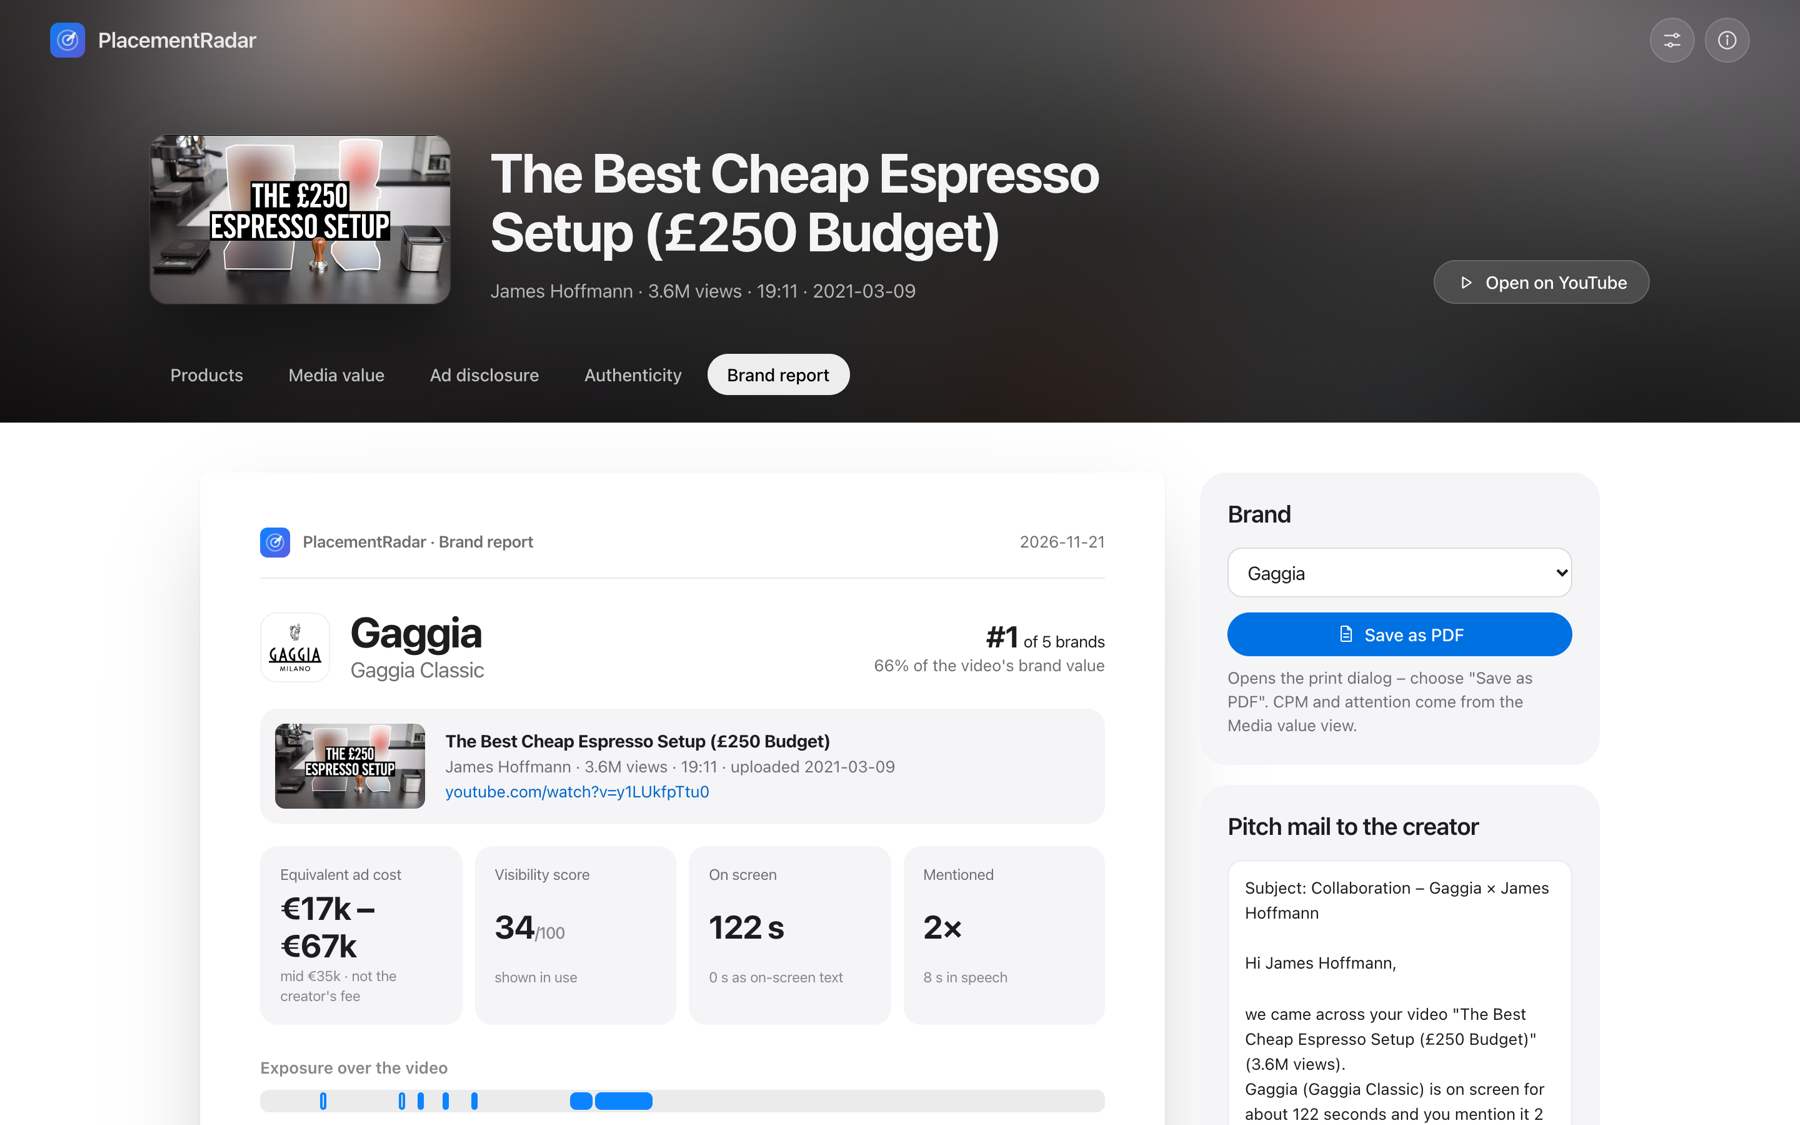 PlacementRadar
THE £250
ESPRESSO SETUP
The Best Cheap Espresso
Setup (£250 Budget)
James Hoffmann · 3.6M views · 19:11 · 2021-03-09
Open on YouTube
Products
Media value
Ad disclosure
Authenticity
Brand report
PlacementRadar · Brand report
2026-11-21
GAGGIA
MILANO
Gaggia
Gaggia Classic
#1 of 5 brands
66% of the video's brand value
THE £250
ESPRESSO SETUP
The Best Cheap Espresso Setup (£250 Budget)
James Hoffmann · 3.6M views · 19:11 · uploaded 2021-03-09
youtube.com/watch?v=y1LUkfpTtu0
Equivalent ad cost
€17k –
€67k
mid €35k · not the
creator's fee
Visibility score
34/100
shown in use
On screen
122 s
0 s as on-screen text
Mentioned
2×
8 s in speech
Exposure over the video
Brand
Gaggia
Save as PDF
Opens the print dialog – choose "Save as
PDF". CPM and attention come from the
Media value view.
Pitch mail to the creator
Subject: Collaboration – Gaggia × James
Hoffmann
Hi James Hoffmann,
we came across your video "The Best
Cheap Espresso Setup (£250 Budget)"
(3.6M views).
Gaggia (Gaggia Classic) is on screen for
about 122 seconds and you mention it 2